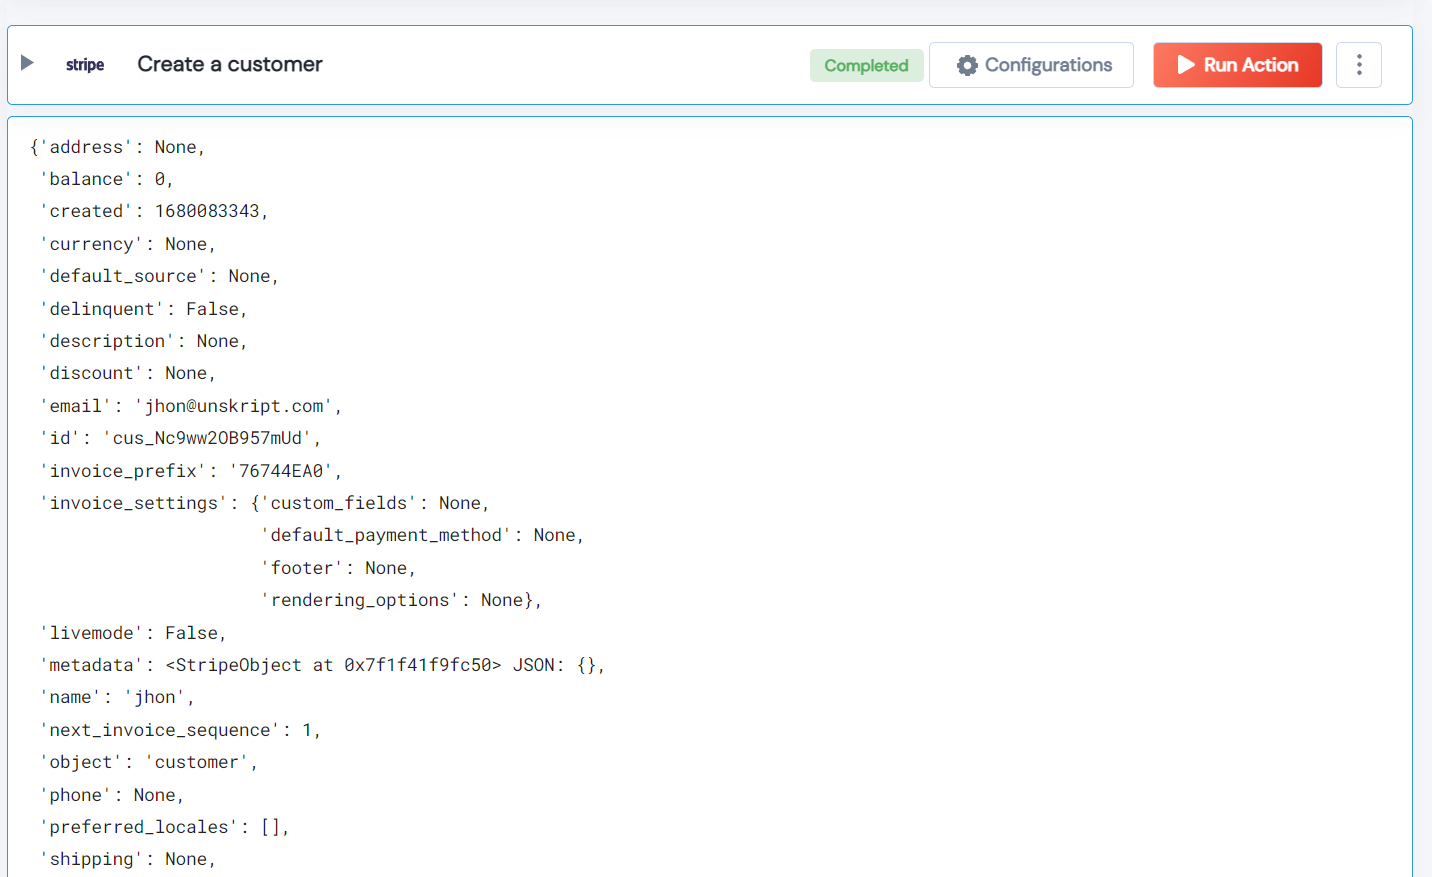 stripe Create a customer Completed Configurations Run Action
{'address': None,
'balance': 0,
'created': 1680083343,
'currency': None,
'default_source': None,
'delinquent': False,
'description': None,
'discount': None,
'email': 'jhon@unskript.com',
'id': 'cus_Nc9ww2OB957mUd',
'invoice_prefix': '76744EA0',
'invoice_settings': {'custom_fields': None,
'default_payment_method': None,
'footer': None,
'rendering_options': None},
'livemode': False,
'metadata': <StripeObject at 0x7f1f41f9fc50> JSON: {},
'name': 'jhon',
'next_invoice_sequence': 1,
'object': 'customer',
'phone': None,
'preferred_locales': [],
'shipping': None,